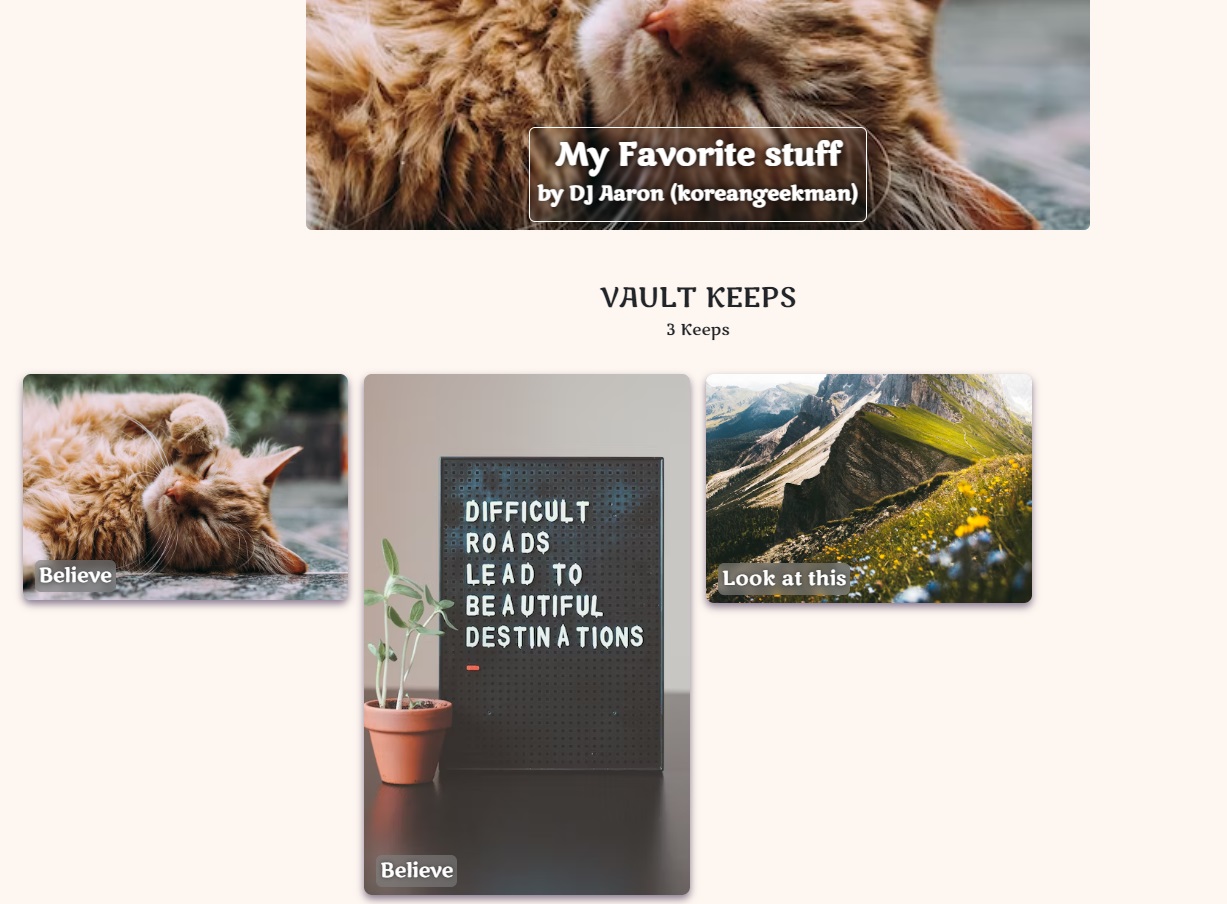 My Favorite stuff
by DJ Aaron (koreangeekman)
VAULT KEEPS
3 Keeps
Believe
DIFFICULT
ROADS
LEAD TO
BEAUTIFUL
DESTINATIONS
Believe
Look at this